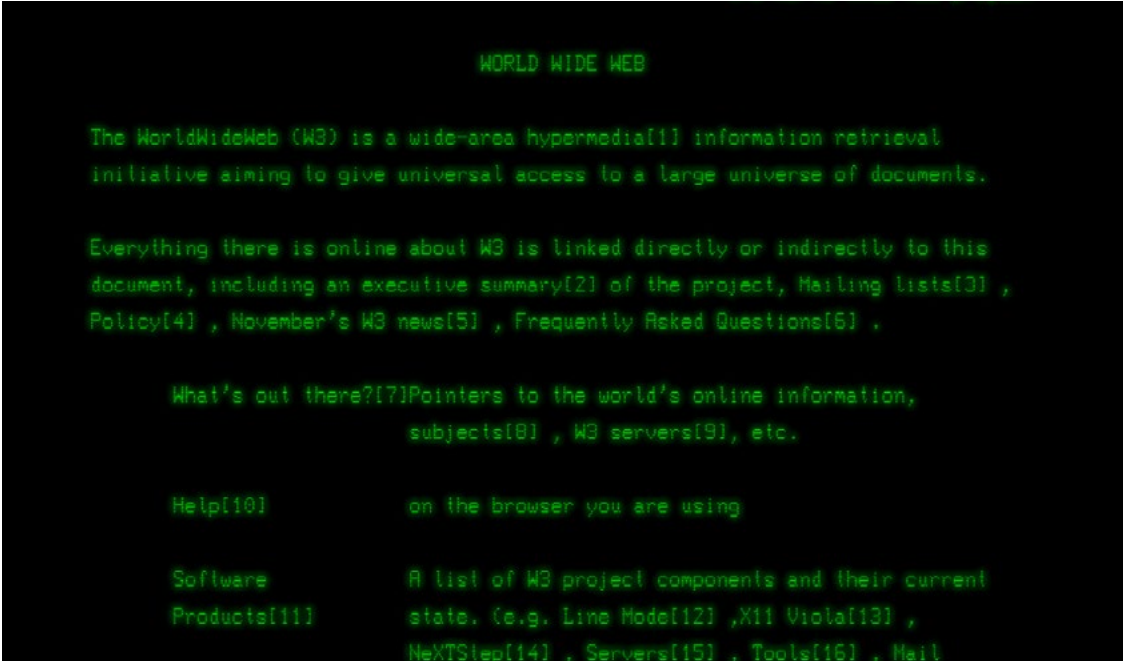 WORLD WIDE WEB
The WorldWideWeb (W3) is a wide-area hypermedia[1] information retrieval
initiative aiming to give universal access to a large universe of documents.
Everything there is online about W3 is linked directly or indirectly to this
document, including an executive summary[2] of the project, Mailing lists[3] ,
Policy[4] , November's W3 news[5] , Frequently Asked Questions[6] .
What's out there?[7]Pointers to the world's online information,
subjects[8] , W3 servers[9], etc.
Help[10] on the browser you are using
Software A list of W3 project components and their current
Products[11] state. (e.g. Line Mode[12] ,X11 Viola[13] ,
NeXTStep[14] , Servers[15] , Tools[16] , Mail